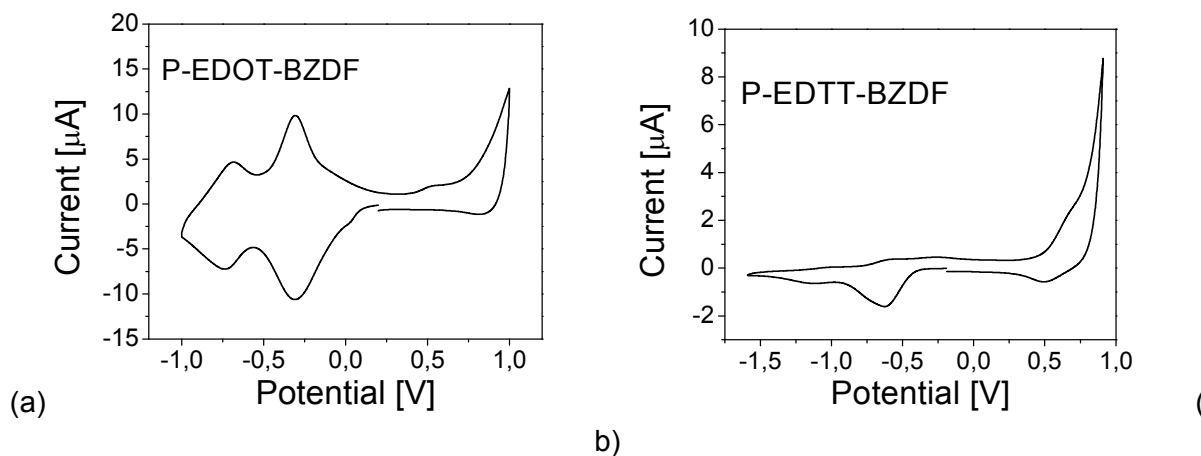 20
15
10
5
0
-5
-10
-15
Current [μA]
P-EDOT-BZDF
-1,0 -0,5 0,0 0,5 1,0
Potential [V]
(a)
10
8
6
4
2
0
-2
Current [μA]
P-EDTT-BZDF
-1,5 -1,0 -0,5 0,0 0,5 1,0
Potential [V]
(
b)